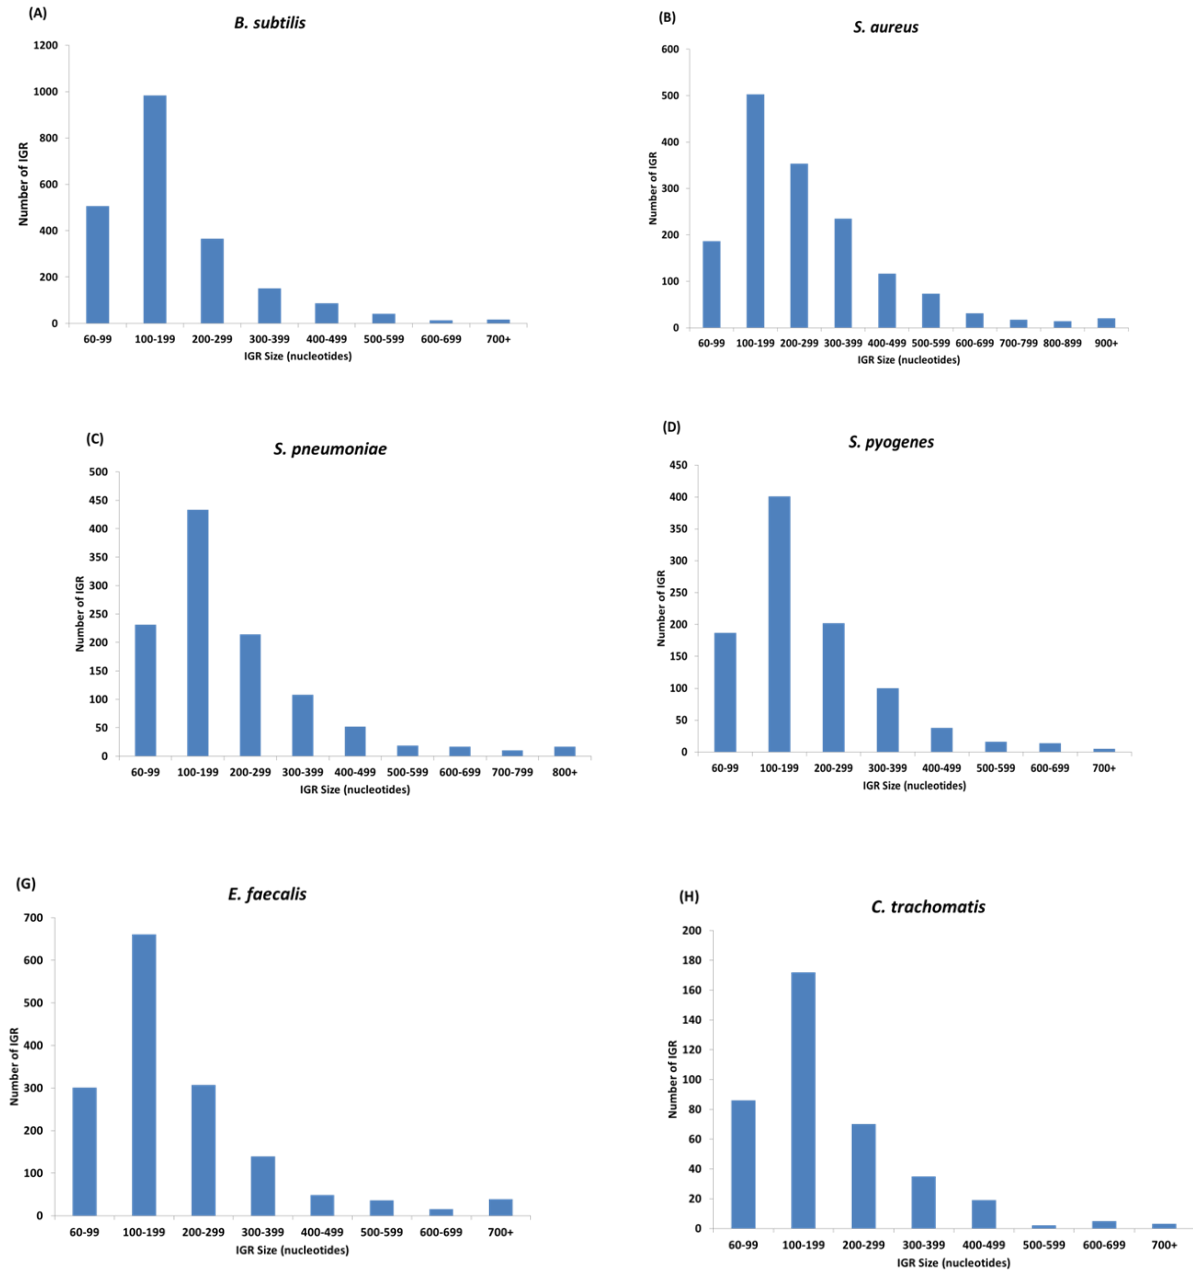 (A)
B. subtilis
1200
1000
800
600
400
200
0
Number of IGR
60-99 100-199 200-299 300-399 400-499 500-599 600-699 700+
IGR Size (nucleotides)
(B)
S. aureus
600
500
400
300
200
100
0
Number of IGR
60-99 100-199 200-299 300-399 400-499 500-599 600-699 700-799 800-899 900+
IGR Size (nucleotides)
(C)
S. pneumoniae
500
450
400
350
300
250
200
150
100
50
0
Number of IGR
60-99 100-199 200-299 300-399 400-499 500-599 600-699 700-799 800+
IGR Size (nucleotides)
(D)
S. pyogenes
450
400
350
300
250
200
150
100
50
0
Number of IGR
60-99 100-199 200-299 300-399 400-499 500-599 600-699 700+
IGR Size (nucleotides)
(G)
E. faecalis
700
600
500
400
300
200
100
0
Number of IGR
60-99 100-199 200-299 300-399 400-499 500-599 600-699 700+
IGR Size (nucleotides)
(H)
C. trachomatis
200
180
160
140
120
100
80
60
40
20
0
Number of IGR
60-99 100-199 200-299 300-399 400-499 500-599 600-699 700+
IGR Size (nucleotides)